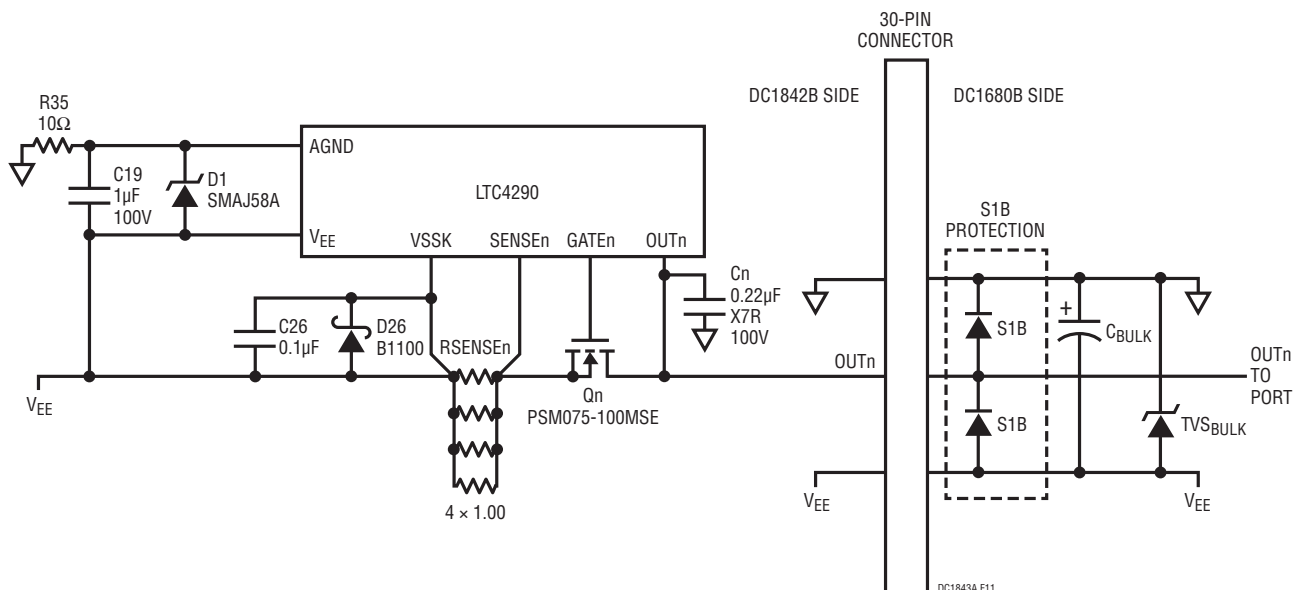 30-PIN
CONNECTOR
DC1842B SIDE
DC1680B SIDE
R35
10Ω
AGND
C19
1µF
100V
D1
SMAJ58A
LTC4290
VEE
VSSK
SENSEn
GATEn
OUTn
S1B
PROTECTION
Cn
0.22µF
X7R
100V
C26
0.1µF
D26
B1100
RSENSEn
S1B
+
CBULK
OUTn
OUTn
TO
PORT
VEE
Qn
PSM075-100MSE
S1B
TVSBULK
4 × 1.00
VEE
VEE
DC1843A F11